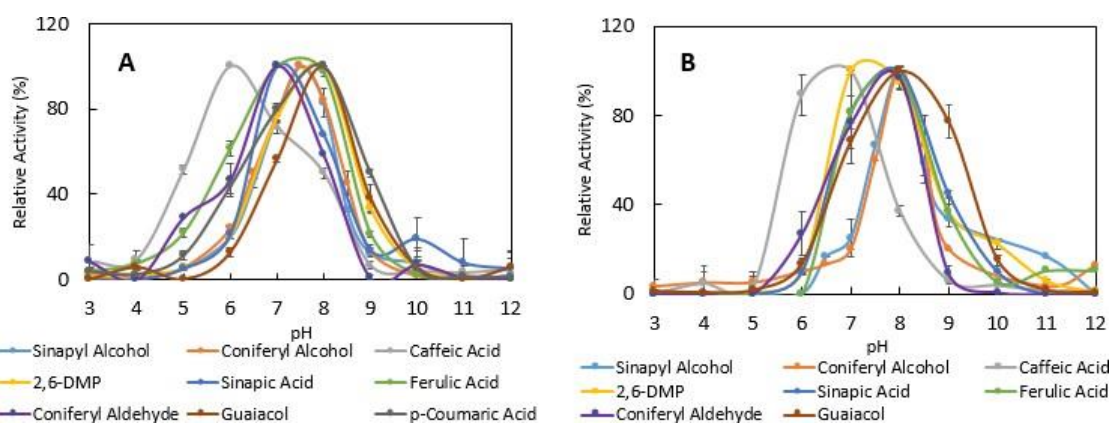 120
A
80
40
0
Relative Activity (%)
3 4 5 6 7 8 9 10 11 12
pH
Sinapyl Alcohol Coniferyl Alcohol Caffeic Acid
2,6-DMP Sinapic Acid Ferulic Acid
Coniferyl Aldehyde Guaiacol p-Coumaric Acid
120
B
80
40
0
Relative Activity (%)
3 4 5 6 7 8 9 10 11 12
pH
Sinapyl Alcohol Coniferyl Alcohol Caffeic Acid
2,6-DMP Sinapic Acid Ferulic Acid
Coniferyl Aldehyde Guaiacol